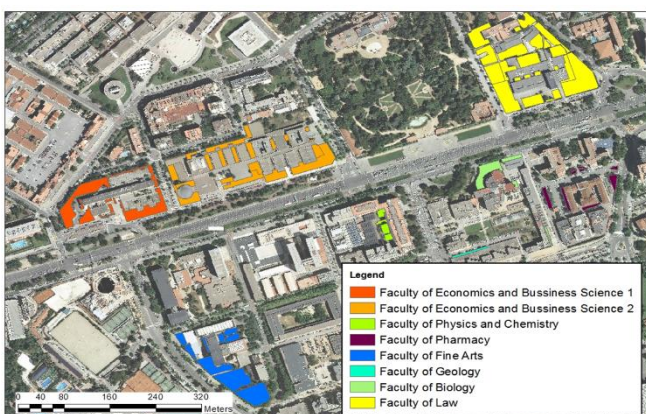 Legend
Faculty of Economics and Bussiness Science 1
Faculty of Economics and Bussiness Science 2
Faculty of Physics and Chemistry
Faculty of Pharmacy
Faculty of Fine Arts
Faculty of Geology
Faculty of Biology
Faculty of Law
0 40 80 160 240 320
Meters